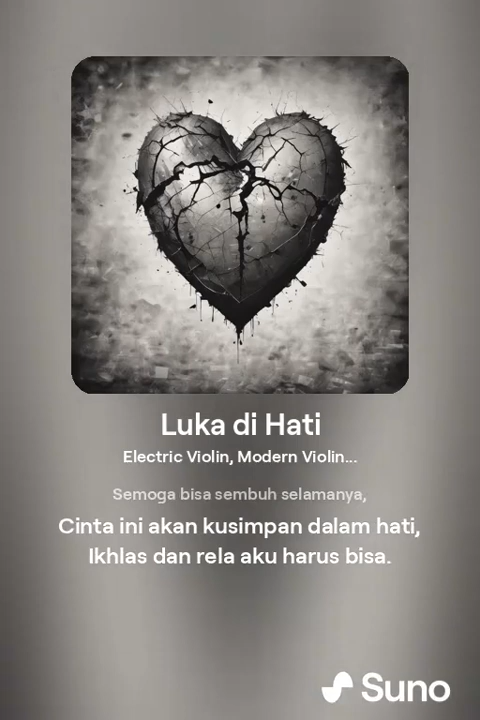 Luka di Hati
Electric Violin, Modern Violin...
Semoga bisa sembuh selamanya,
Cinta ini akan kusimpan dalam hati,
Ikhlas dan rela aku harus bisa.
Suno